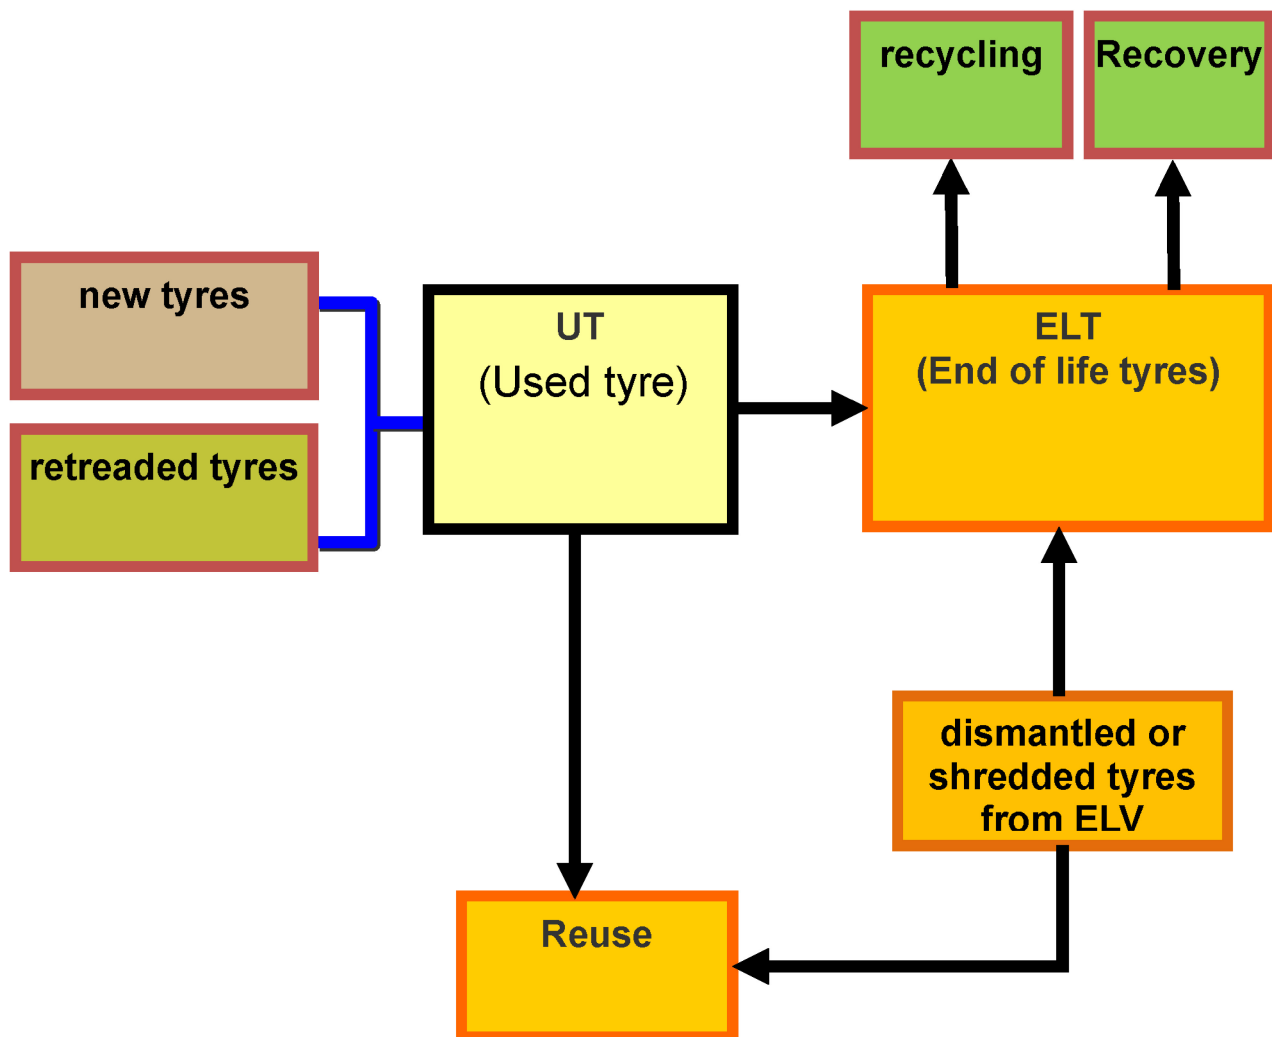 recycling
Recovery
new tyres
retreaded tyres
UT
(Used tyre)
ELT
(End of life tyres)
dismantled or
shredded tyres
from ELV
Reuse